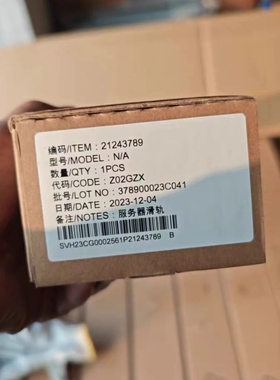 编码/ITEM : 21243789
型号/MODEL : N/A
数量/QTY : 1PCS
代码/CODE : Z02GZX
批号/LOT NO : 378900023C041
日期/DATE : 2023-12-04
备注/NOTES : 服务器滑轨
SVH23CG0002561P21243789 B